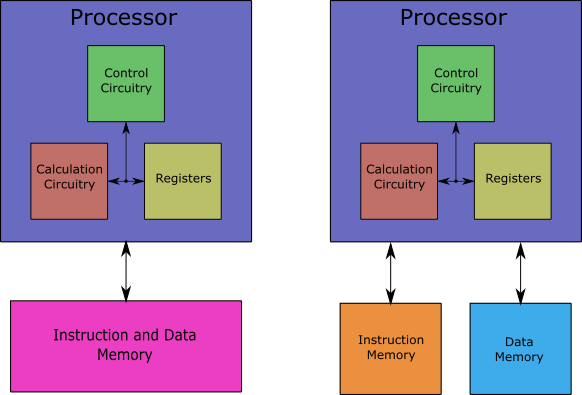 Processor
Control
Circuitry
Calculation
Circuitry
Registers
Instruction and Data
Memory
Processor
Control
Circuitry
Calculation
Circuitry
Registers
Instruction
Memory
Data
Memory